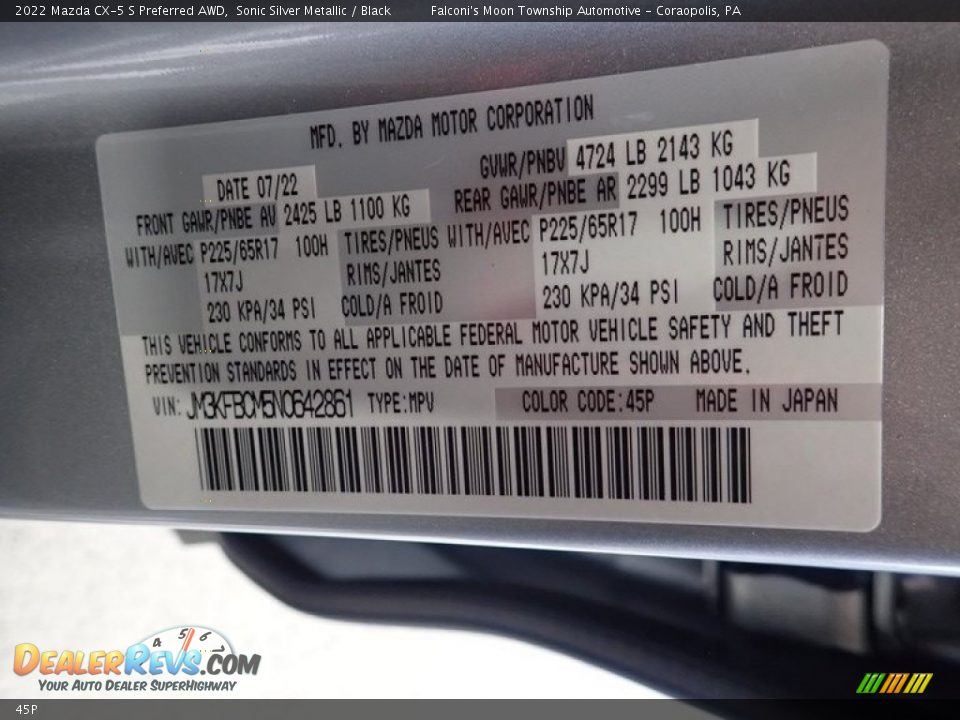 2022 Mazda CX-5 S Preferred AWD, Sonic Silver Metallic / Black Falconi's Moon Township Automotive - Coraopolis, PA
MFD. BY MAZDA MOTOR CORPORATION
DATE 07/22 GVWR/PNBV 4724 LB 2143 KG
FRONT GAWR/PNBE AV 2425 LB 1100 KG REAR GAWR/PNBE AR 2299 LB 1043 KG
WITH/AVEC P225/65R17 100H TIRES/PNEUS WITH/AVEC P225/65R17 100H TIRES/PNEUS
17X7J RIMS/JANTES 17X7J RIMS/JANTES
230 KPA/34 PSI COLD/A FROID 230 KPA/34 PSI COLD/A FROID
THIS VEHICLE CONFORMS TO ALL APPLICABLE FEDERAL MOTOR VEHICLE SAFETY AND THEFT
PREVENTION STANDARDS IN EFFECT ON THE DATE OF MANUFACTURE SHOWN ABOVE.
VIN: JM3KFBCM5N0642861 TYPE:MPV COLOR CODE:45P MADE IN JAPAN
4 5 6
DEALERREVS.COM
YOUR AUTO DEALER SUPERHIGHWAY
45P